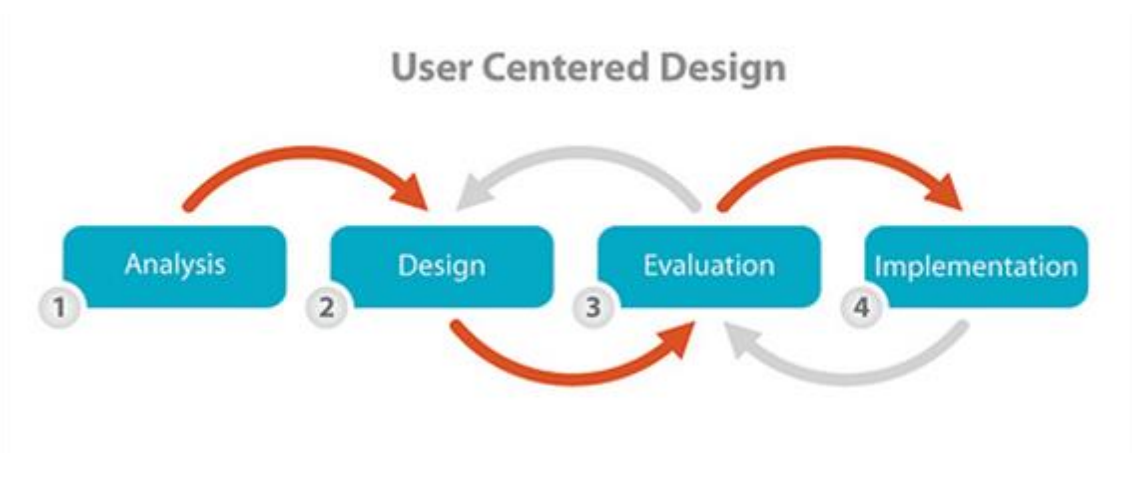 User Centered Design
Analysis
Design
Evaluation
Implementation
1
2
3
4